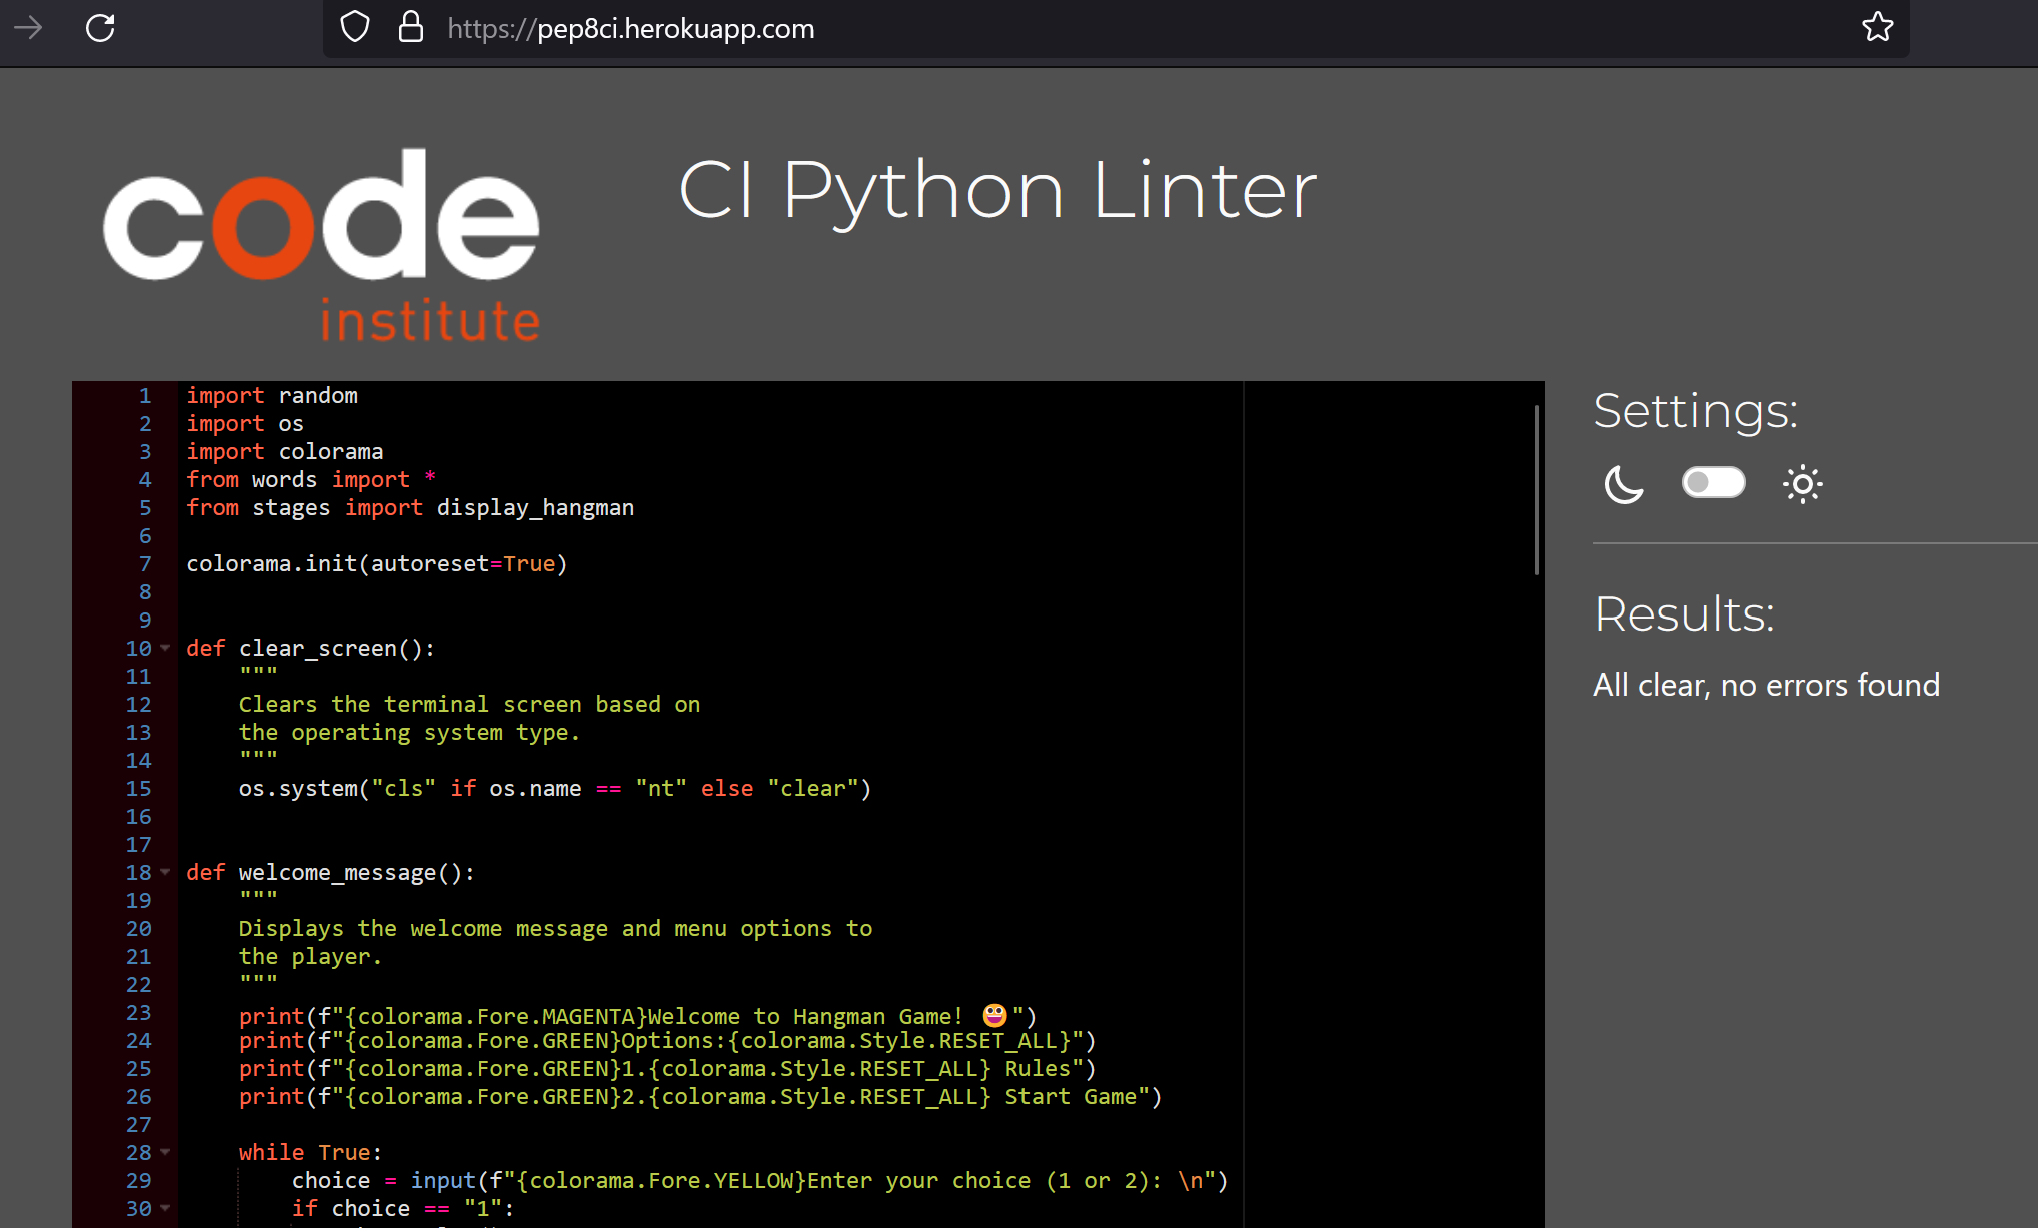 https://pep8ci.herokuapp.com
code
institute
CI Python Linter
1 import random
2 import os
3 import colorama
4 from words import *
5 from stages import display_hangman
6
7 colorama.init(autoreset=True)
8
9
10 def clear_screen():
11     """
12     Clears the terminal screen based on
13     the operating system type.
14     """
15     os.system("cls" if os.name == "nt" else "clear")
16
17
18 def welcome_message():
19     """
20     Displays the welcome message and menu options to
21     the player.
22     """
23     print(f"{colorama.Fore.MAGENTA}Welcome to Hangman Game! 😀")
24     print(f"{colorama.Fore.GREEN}Options:{colorama.Style.RESET_ALL}")
25     print(f"{colorama.Fore.GREEN}1.{colorama.Style.RESET_ALL} Rules")
26     print(f"{colorama.Fore.GREEN}2.{colorama.Style.RESET_ALL} Start Game")
27
28     while True:
29         choice = input(f"{colorama.Fore.YELLOW}Enter your choice (1 or 2): \n")
30         if choice == "1":
Settings:
Results:
All clear, no errors found